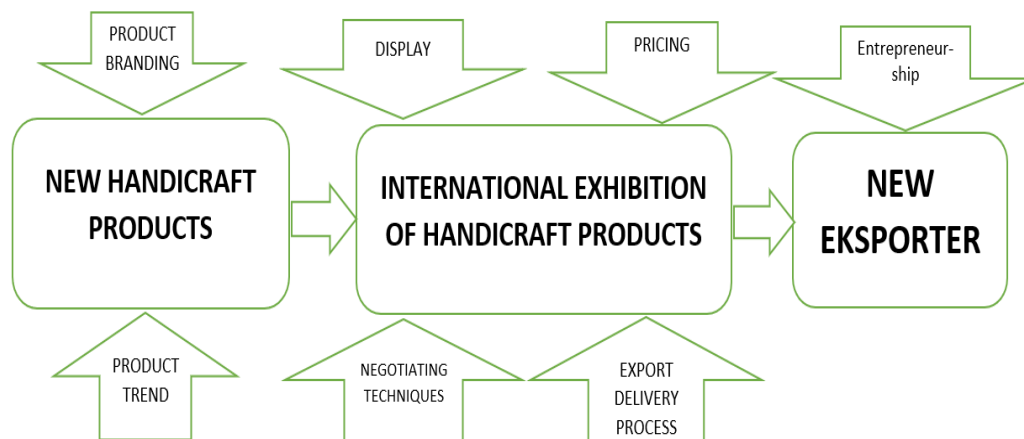 PRODUCT
BRANDING
DISPLAY
PRICING
Entrepreneur-
ship
NEW HANDICRAFT
PRODUCTS
INTERNATIONAL EXHIBITION
OF HANDICRAFT PRODUCTS
NEW
EKSPORTER
PRODUCT
TREND
NEGOTIATING
TECHNIQUES
EXPORT
DELIVERY
PROCESS